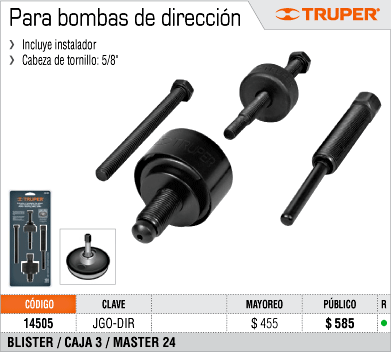 Para bombas de dirección
TRUPER®
› Incluye instalador
› Cabeza de tornillo: 5/8"
TRUPER
CÓDIGO CLAVE MAYOREO PÚBLICO R
14505 JGO-DIR $ 455 $ 585 ●
BLISTER / CAJA 3 / MASTER 24